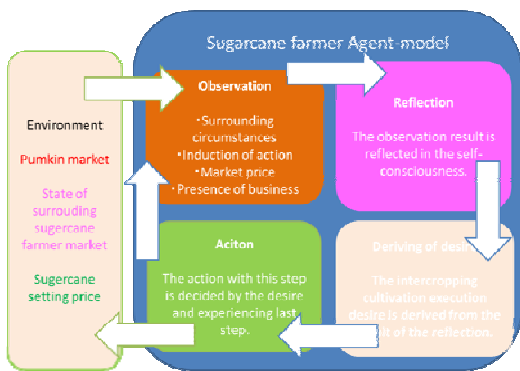 Sugarcane farmer Agent-model
Environment
Pumkin market
State of
surrouding
sugercane
farmer market
Sugercane
setting price
Observation
・Surrounding
circumstances
・Induction of action
・Market price
・Presence of business
Reflection
The observation result is
reflected in the self-
consciousness.
Deriving of desire
The intercropping
cultivation execution
desire is derived from the
of the reflection.
Aciton
The action with this step
is decided by the desire
and experiencing last
step.